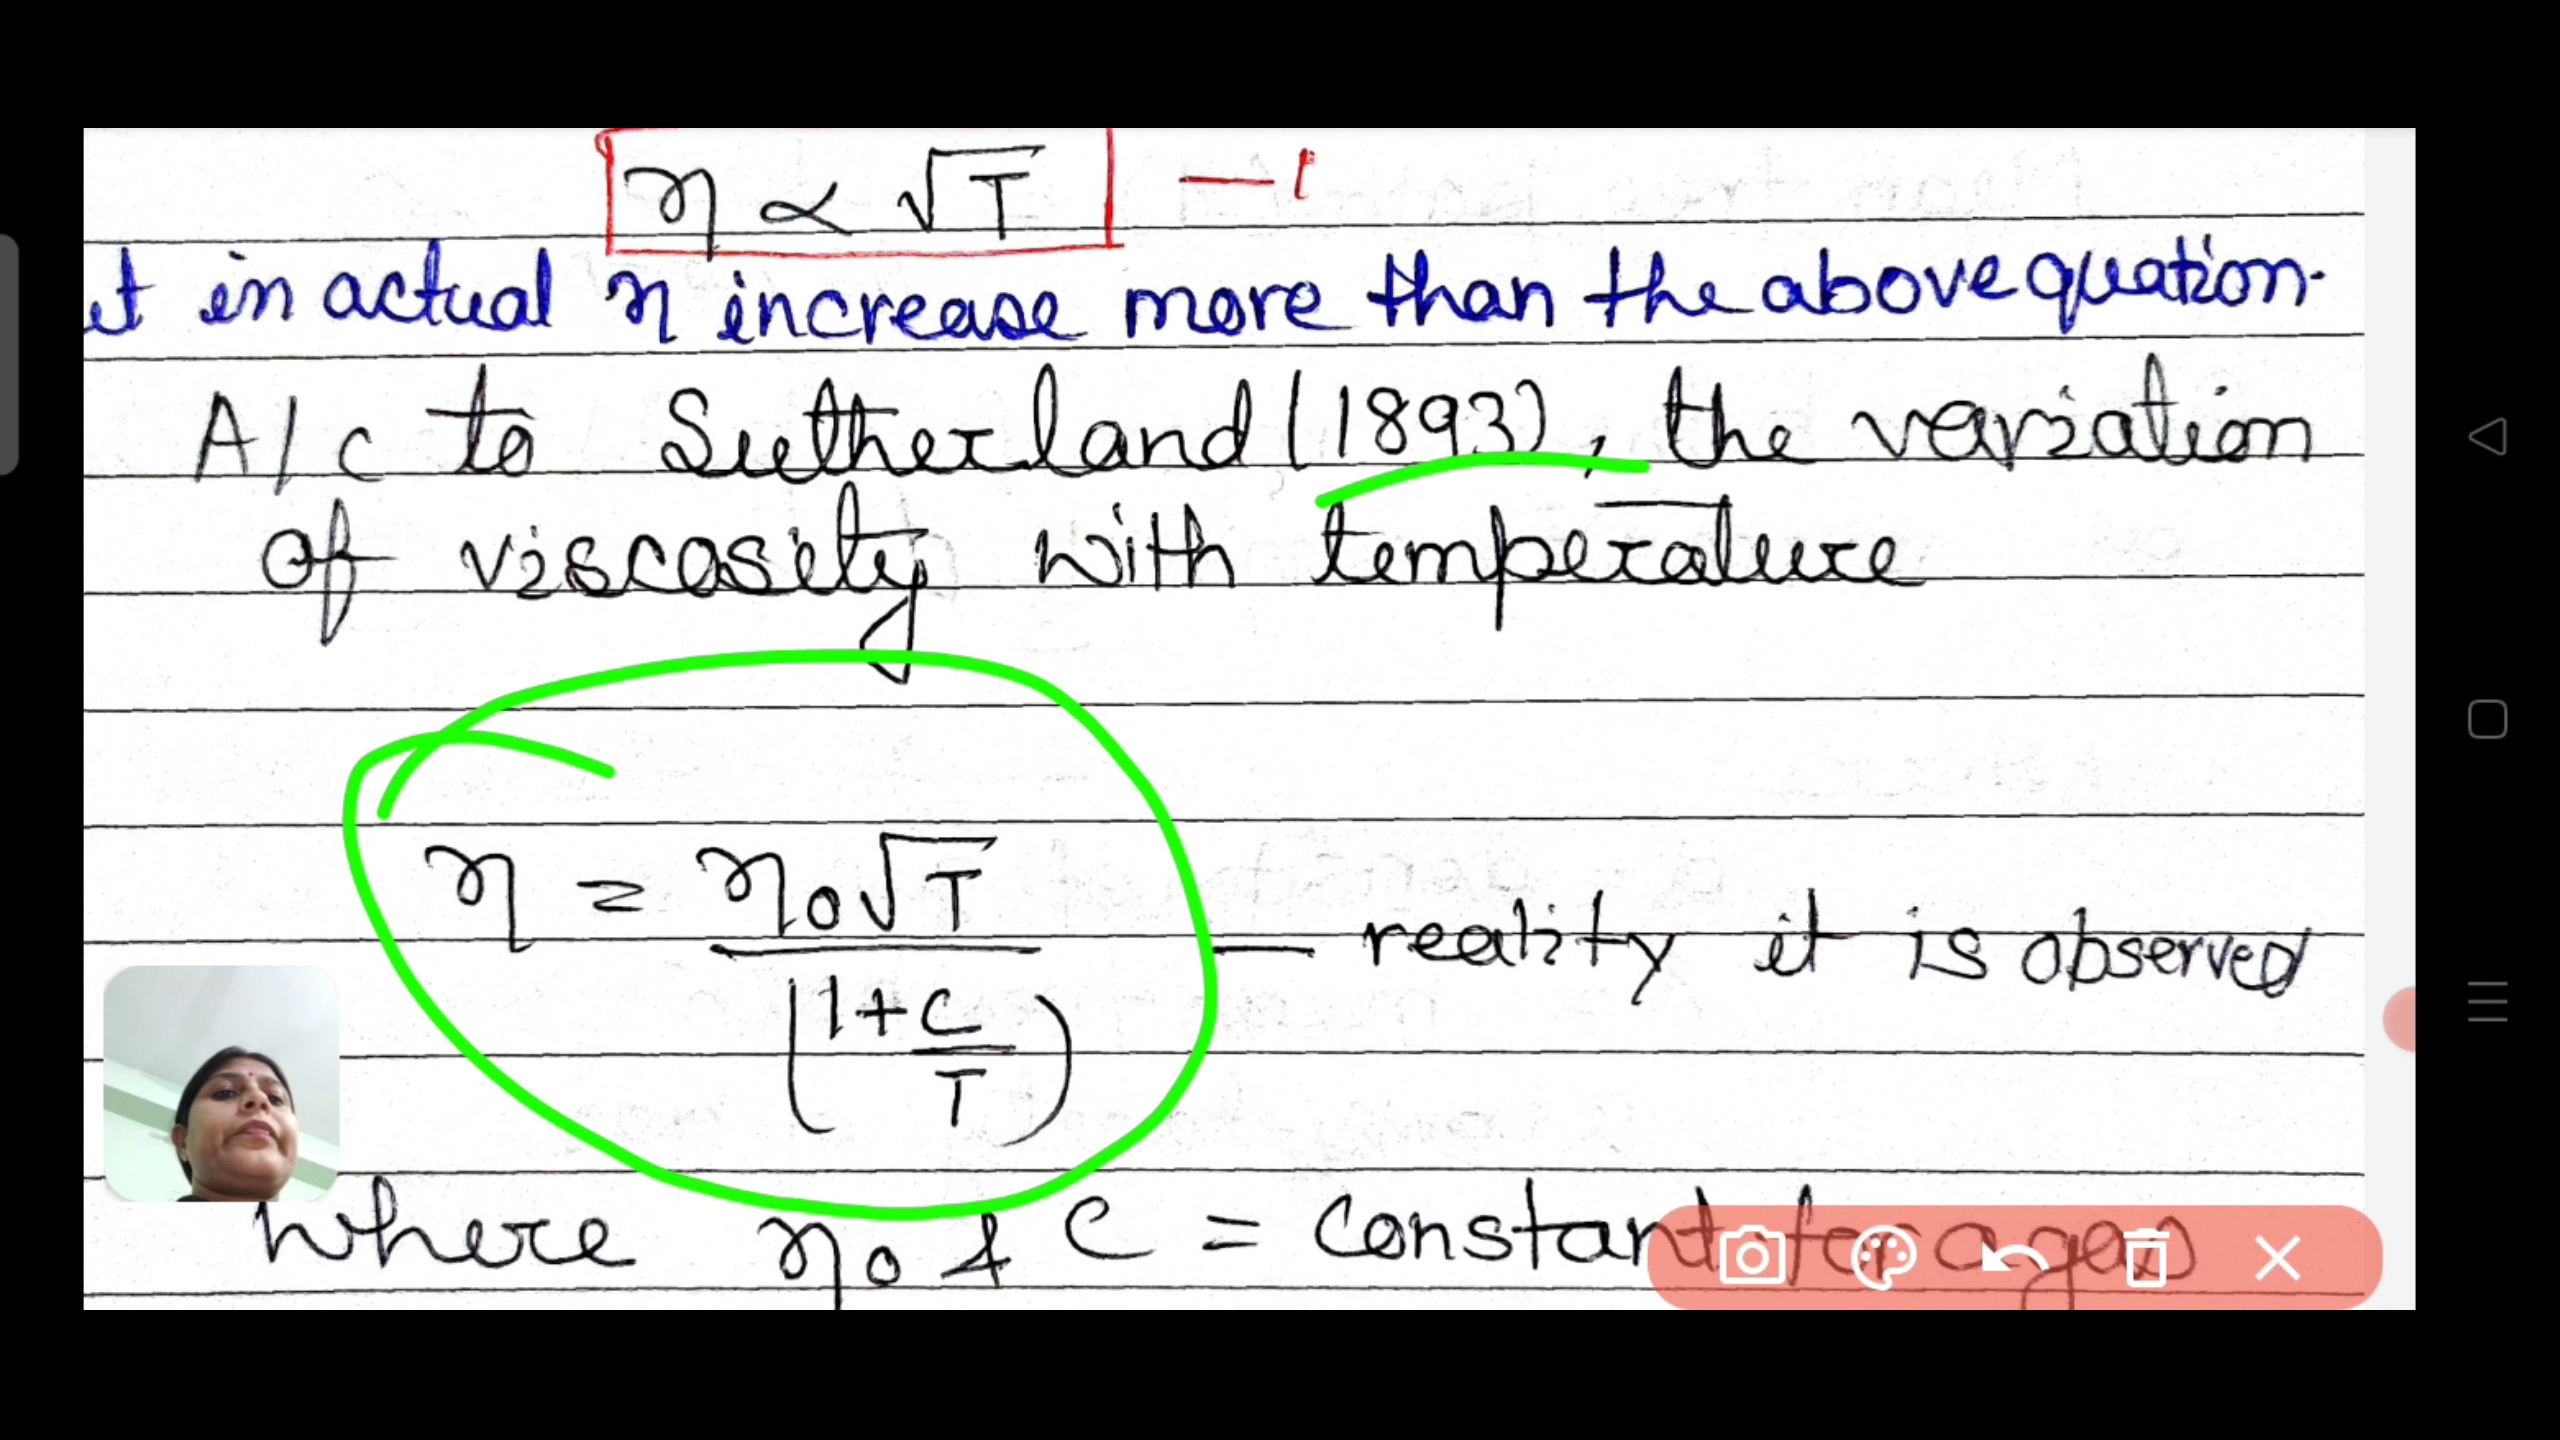 η ∝ √T — 1
ut in actual η increase more than the above quation.
A/c to Sutherland (1893), the variation
of viscosity with temperature
η = η₀√T / (1 + C/T) — reality it is observed
where η₀ & C = constant for a gas